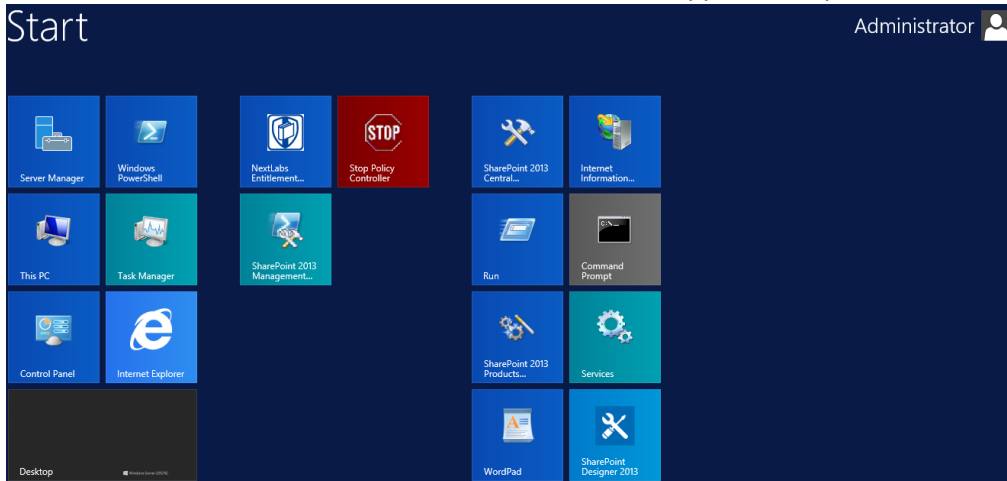 Start
Administrator
Server Manager
Windows
PowerShell
NextLabs
Entitlement...
STOP
Stop Policy
Controller
SharePoint 2013
Central...
Internet
Information...
This PC
Task Manager
SharePoint 2013
Management...
Run
C:\_
Command
Prompt
Control Panel
Internet Explorer
SharePoint 2013
Products...
Services
Desktop
WordPad
SharePoint
Designer 2013